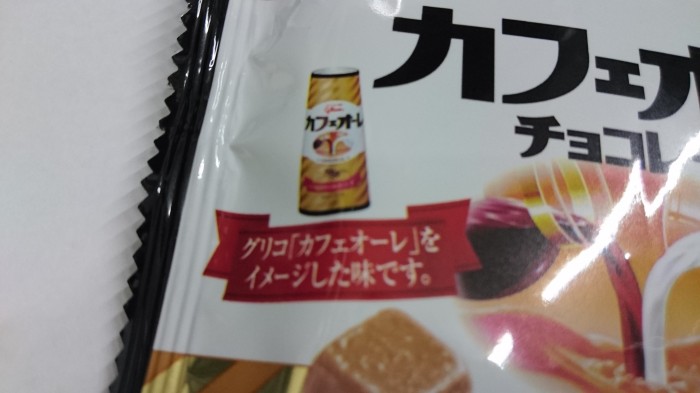 カフェオ
チョコレ
Glico
カフェオーレ
グリコ「カフェオーレ」を
イメージした味です。